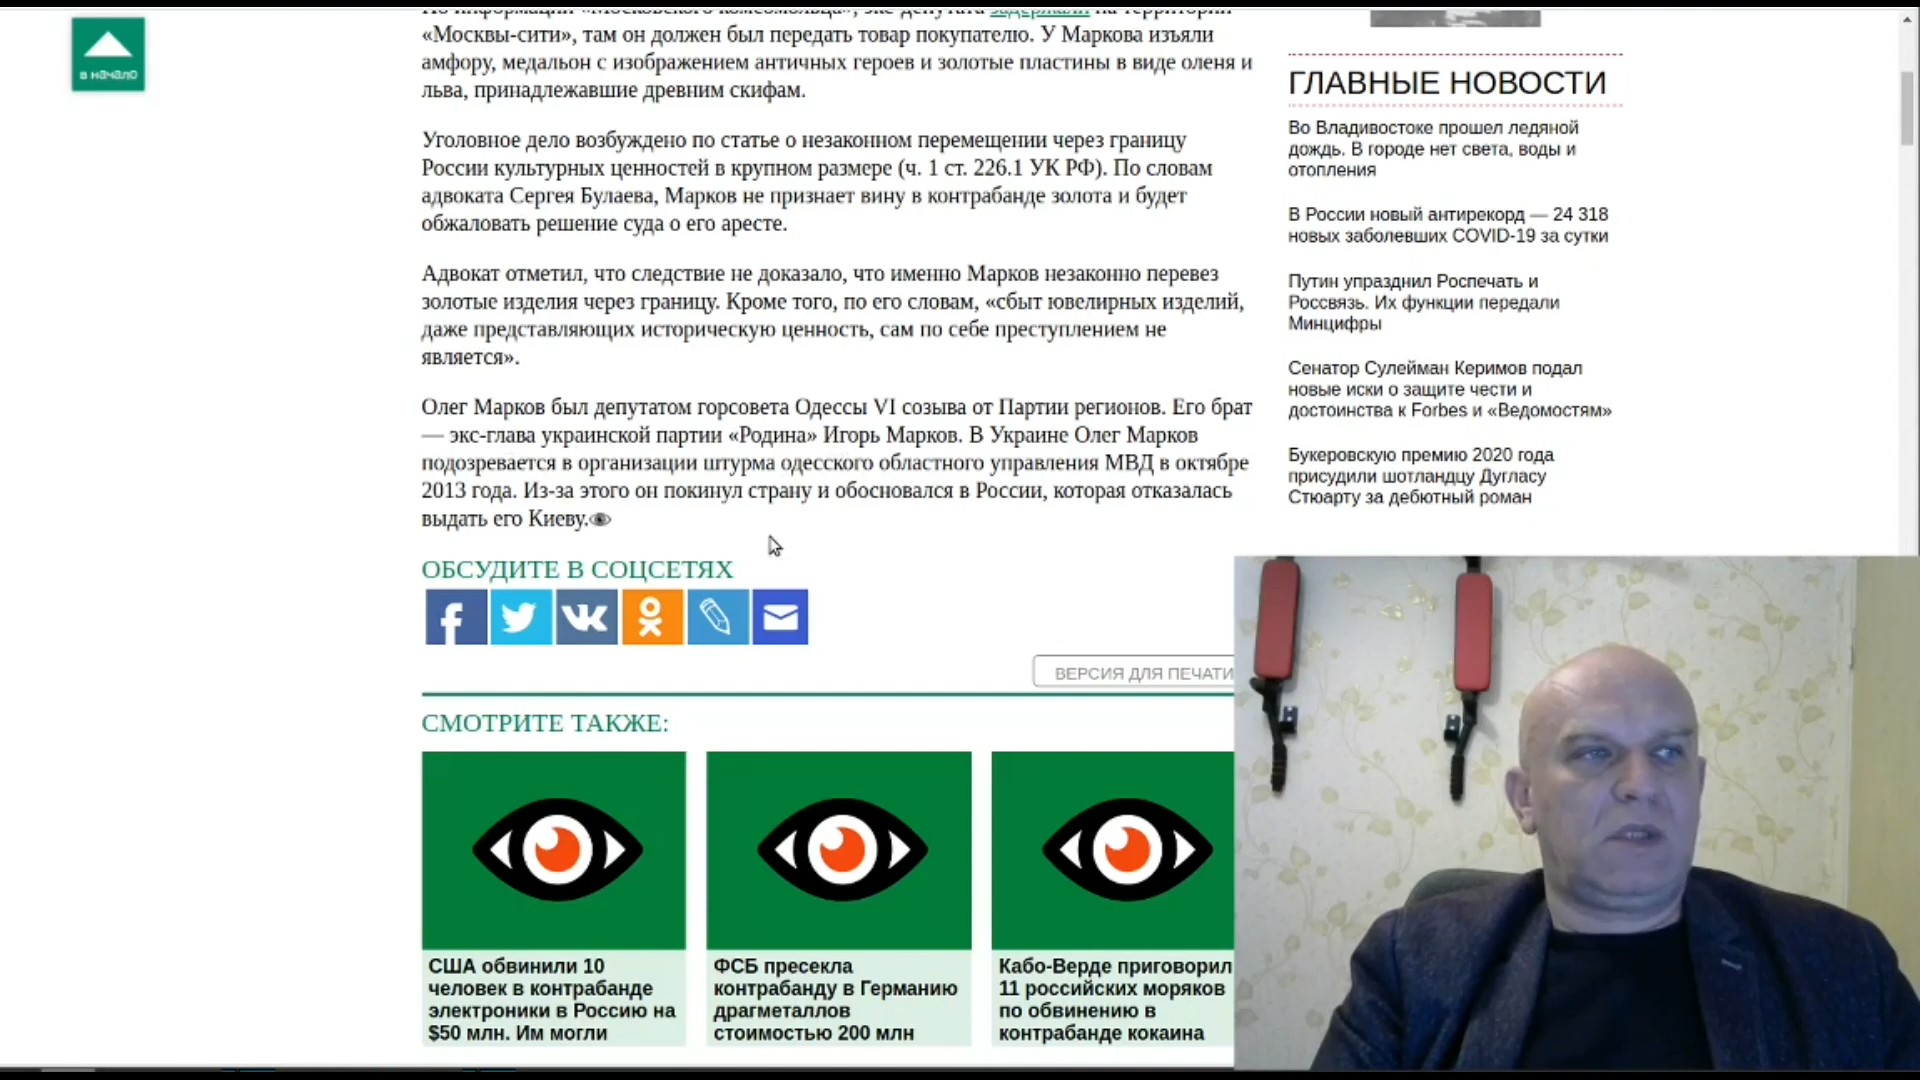 в начало
По информации «Московского комсомольца», экс-депутата задержали на территории
«Москвы-сити», там он должен был передать товар покупателю. У Маркова изъяли
амфору, медальон с изображением античных героев и золотые пластины в виде оленя и
льва, принадлежавшие древним скифам.
Уголовное дело возбуждено по статье о незаконном перемещении через границу
России культурных ценностей в крупном размере (ч. 1 ст. 226.1 УК РФ). По словам
адвоката Сергея Булаева, Марков не признает вину в контрабанде золота и будет
обжаловать решение суда о его аресте.
Адвокат отметил, что следствие не доказало, что именно Марков незаконно перевез
золотые изделия через границу. Кроме того, по его словам, «сбыт ювелирных изделий,
даже представляющих историческую ценность, сам по себе преступлением не
является».
Олег Марков был депутатом горсовета Одессы VI созыва от Партии регионов. Его брат
— экс-глава украинской партии «Родина» Игорь Марков. В Украине Олег Марков
подозревается в организации штурма одесского областного управления МВД в октябре
2013 года. Из-за этого он покинул страну и обосновался в России, которая отказалась
выдать его Киеву.
ОБСУДИТЕ В СОЦСЕТЯХ
ВЕРСИЯ ДЛЯ ПЕЧАТИ
СМОТРИТЕ ТАКЖЕ:
США обвинили 10
человек в контрабанде
электроники в Россию на
$50 млн. Им могли
ФСБ пресекла
контрабанду в Германию
драгметаллов
стоимостью 200 млн
Кабо-Верде приговорил
11 российских моряков
по обвинению в
контрабанде кокаина
ГЛАВНЫЕ НОВОСТИ
Во Владивостоке прошел ледяной
дождь. В городе нет света, воды и
отопления
В России новый антирекорд — 24 318
новых заболевших COVID-19 за сутки
Путин упразднил Роспечать и
Россвязь. Их функции передали
Минцифры
Сенатор Сулейман Керимов подал
новые иски о защите чести и
достоинства к Forbes и «Ведомостям»
Букеровскую премию 2020 года
присудили шотландцу Дугласу
Стюарту за дебютный роман